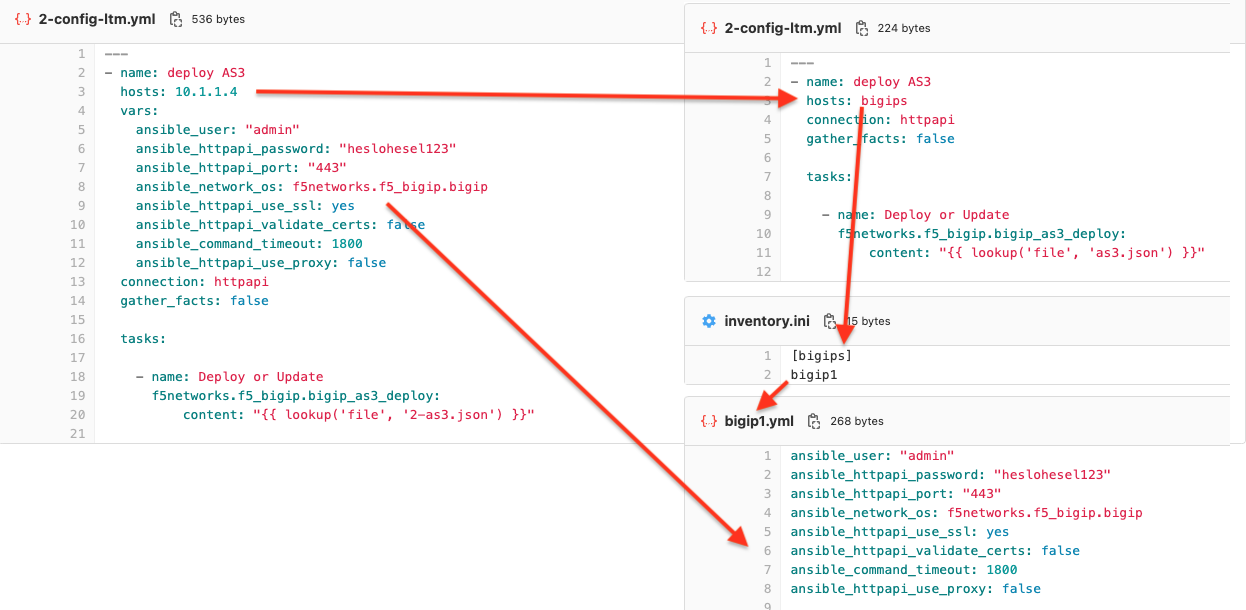 {..} 2-config-ltm.yml 536 bytes
1 ---
2 - name: deploy AS3
3 hosts: 10.1.1.4
4 vars:
5 ansible_user: "admin"
6 ansible_httpapi_password: "heslohesel123"
7 ansible_httpapi_port: "443"
8 ansible_network_os: f5networks.f5_bigip.bigip
9 ansible_httpapi_use_ssl: yes
10 ansible_httpapi_validate_certs: false
11 ansible_command_timeout: 1800
12 ansible_httpapi_use_proxy: false
13 connection: httpapi
14 gather_facts: false
15
16 tasks:
17
18 - name: Deploy or Update
19 f5networks.f5_bigip.bigip_as3_deploy:
20 content: "{{ lookup('file', '2-as3.json') }}"
21
{..} 2-config-ltm.yml 224 bytes
1 ---
2 - name: deploy AS3
3 hosts: bigips
4 connection: httpapi
5 gather_facts: false
6
7 tasks:
8
9 - name: Deploy or Update
10 f5networks.f5_bigip.bigip_as3_deploy:
11 content: "{{ lookup('file', 'as3.json') }}"
12
inventory.ini 15 bytes
1 [bigips]
2 bigip1
{..} bigip1.yml 268 bytes
1 ansible_user: "admin"
2 ansible_httpapi_password: "heslohesel123"
3 ansible_httpapi_port: "443"
4 ansible_network_os: f5networks.f5_bigip.bigip
5 ansible_httpapi_use_ssl: yes
6 ansible_httpapi_validate_certs: false
7 ansible_command_timeout: 1800
8 ansible_httpapi_use_proxy: false
9